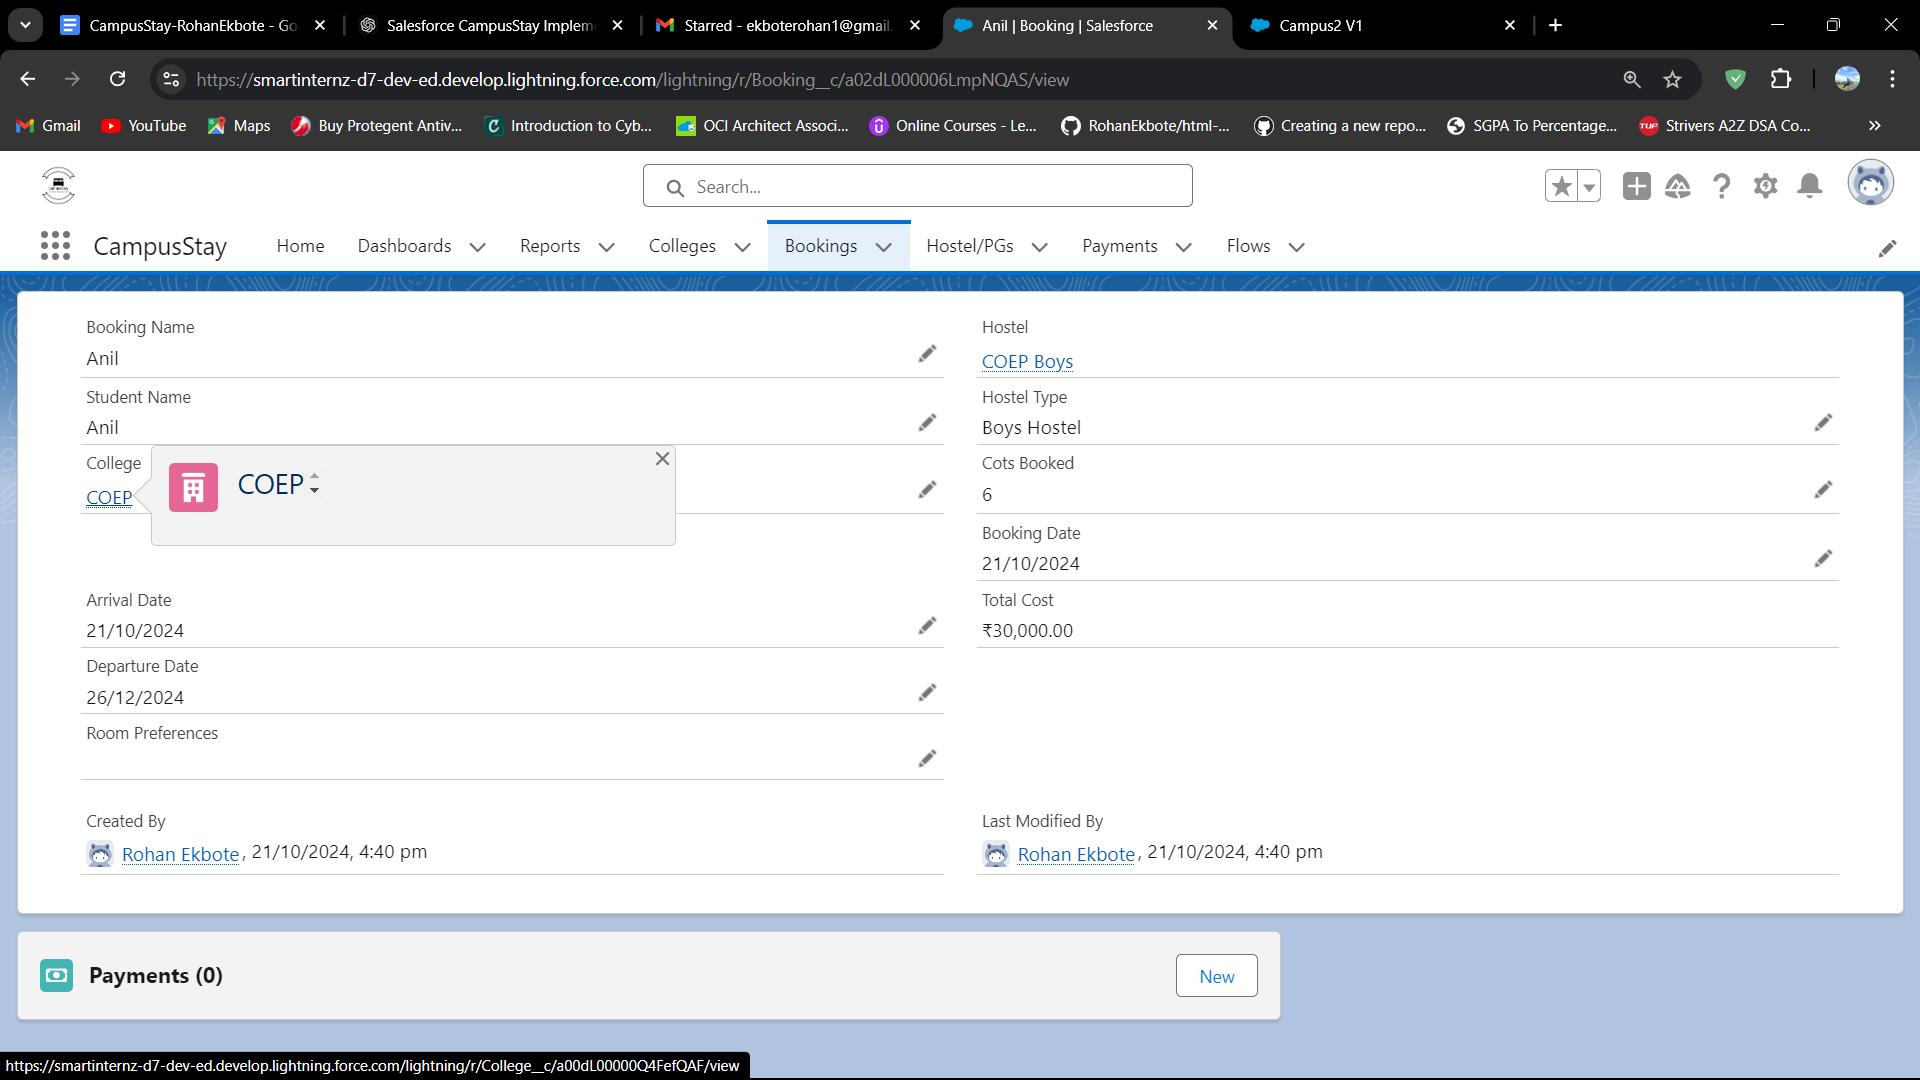 CampusStay-RohanEkbote - Go
Salesforce CampusStay Implem
Starred - ekboterohan1@gmail.
Anil | Booking | Salesforce
Campus2 V1
https://smartinternz-d7-dev-ed.develop.lightning.force.com/lightning/r/Booking__c/a02dL000006LmpNQAS/view
Gmail
YouTube
Maps
Buy Protegent Antiv...
Introduction to Cyb...
OCI Architect Associ...
Online Courses - Le...
RohanEkbote/html-...
Creating a new repo...
SGPA To Percentage...
TUF
Strivers A2Z DSA Co...
Search...
CampusStay
Home
Dashboards
Reports
Colleges
Bookings
Hostel/PGs
Payments
Flows
Booking Name
Anil
Hostel
COEP Boys
Student Name
Anil
Hostel Type
Boys Hostel
College
COEP
COEP
Cots Booked
6
Booking Date
21/10/2024
Arrival Date
21/10/2024
Total Cost
₹30,000.00
Departure Date
26/12/2024
Room Preferences
Created By
Rohan Ekbote, 21/10/2024, 4:40 pm
Last Modified By
Rohan Ekbote, 21/10/2024, 4:40 pm
Payments (0)
New
https://smartinternz-d7-dev-ed.develop.lightning.force.com/lightning/r/College__c/a00dL00000Q4FefQAF/view